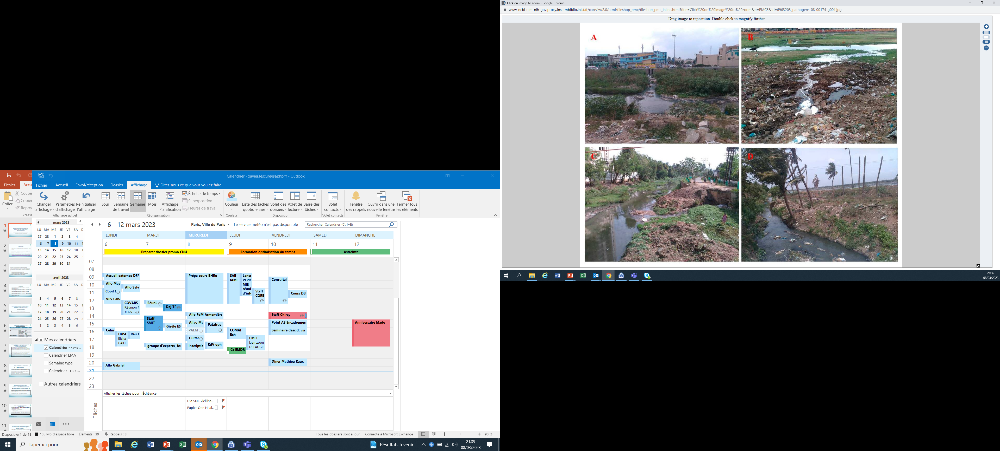 Click on image to zoom - Google Chrome
www-ncbi-nlm-nih-gov.proxy.insermbiblio.inist.fr/core/lw/2.0/html/tileshop_pmc/tileshop_pmc_inline.html?title=Click%20on%20image%20to%20zoom&p=PMC3&id=6963203_pathogens-08-00174-g001.jpg
Drag image to reposition. Double click to magnify further.
A
B
C
D
21:39
08/03/2023
Calendrier - xavier.lescure@aphp.fr - Outlook
Fichier
Accu
Fichier
Accueil
Envoi/réception
Dossier
Affichage
Dites-nous ce que vous voulez faire.
Coller
Coupe
Copier
Repro
Presse
Changer l'affichage
Paramètres d'affichage
Réinitialiser l'affichage
Affichage actuel
Jour
Semaine de travail
Semaine
Mois
Affichage Planification
Échelle de temps
Superposition
Heures de travail
Réorganisation
Couleur
Couleur
Liste des tâches quotidiennes
Volet des dossiers
Volet de lecture
Barre des tâches
Disposition
Volet contacts
Volet contacts
Fenêtre des rappels
Ouvrir dans une nouvelle fenêtre
Fermer tous les éléments
Fenêtre
1
2
3
4
5
6
7
8
9
10
11
mars 2023
LU MA ME JE VE SA D
27 28 1 2 3 4
6 7 8 9 10 11 1
13 14 15 16 17 18 1
20 21 22 23 24 25 2
27 28 29 30 31
avril 2023
LU MA ME JE VE SA D
1
3 4 5 6 7 8
10 11 12 13 14 15 1
17 18 19 20 21 22 2
24 25 26 27 28 29 3
1 2 3 4 5 6
Mes calendriers
Calendrier - xavie...
Calendrier EMA
Semaine type
Calendrier - LESC...
Autres calendriers
6 - 12 mars 2023
Paris, Ville de Paris
Le service météo n'est pas disponible
Rechercher Calendrier (Ctrl+E)
LUNDI MARDI MERCREDI JEUDI VENDREDI SAMEDI DIMANCHE
6 7 8 9 10 11 12
Préparer dossier promo CNU
Formation optimisation du temps
Astreinte
07
08
09
10
11
12
13
14
15
16
17
18
19
20
21
22
23
Accueil externes DFA
Allo May
Allo Sylv
Copil I
Viiv Cab
COVARS
Réunion M
JEAN-E
Célin
HUSC
Blcha
CAILL
Réu C
Allo Gabriel
Réuni
Dej TF
Staff
SMIT
Gisèle ES
groupe d'experts, fe
Prépa cours BHRe
Allo FdM Armentière
Allao Ma
Patatruc
PALM
Guitar
Inscriptio
RdV oph
SAB
IAME
Lanc
PEPR
MIE
réuni
d'inf
Staff
CORE
COMAI
Bch
CMEL
Lien zoon
DELAUGE
Cs EMDR
Consultat
Cours DU
Staff Chiray
Point AS Encadremen
Séminaire descid; via
Diner Mathieu Raux
Anniversaire Mado
Afficher les tâches pour : Échéance
Tâches
Dia SNC vieilliss...
Papier One Heal...
Diapositive 1 de 18
105 Mo d'espace libre
Éléments : 39
Rappels : 8
Tous les dossiers sont à jour.
Connecté à Microsoft Exchange
90 %
Taper ici pour
Résultats à venir
21:39
08/03/2023